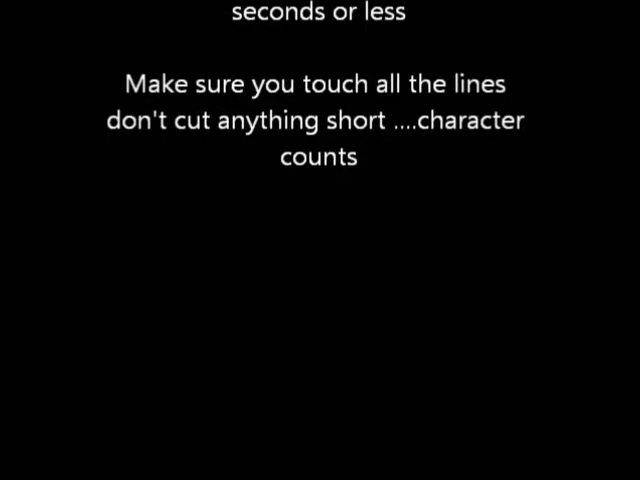 seconds or less
Make sure you touch all the lines
don't cut anything short ....character
counts